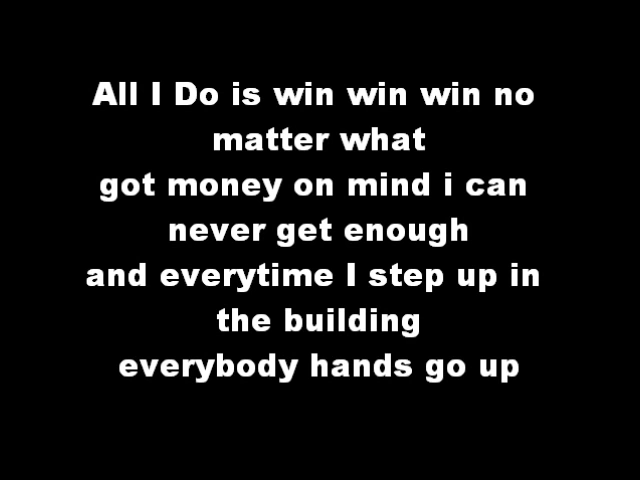 All I Do is win win win no
matter what
got money on mind i can
never get enough
and everytime I step up in
the building
everybody hands go up